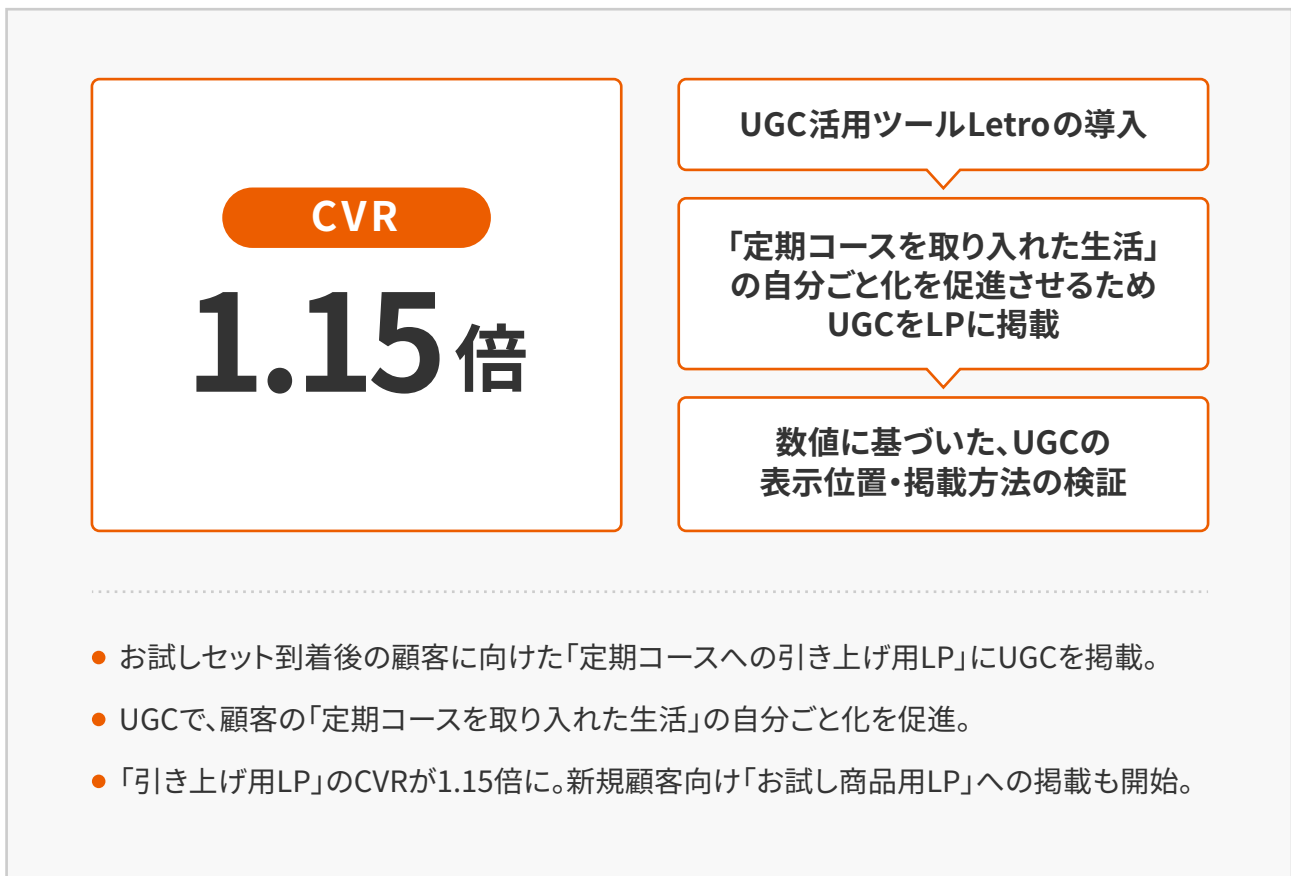 CVR
1.15倍
UGC活用ツールLetroの導入
「定期コースを取り入れた生活」
の自分ごと化を促進させるため
UGCをLPに掲載
数値に基づいた、UGCの
表示位置・掲載方法の検証
お試しセット到着後の顧客に向けた「定期コースへの引き上げ用LP」にUGCを掲載。
UGCで、顧客の「定期コースを取り入れた生活」の自分ごと化を促進。
「引き上げ用LP」のCVRが1.15倍に。新規顧客向け「お試し商品用LP」への掲載も開始。